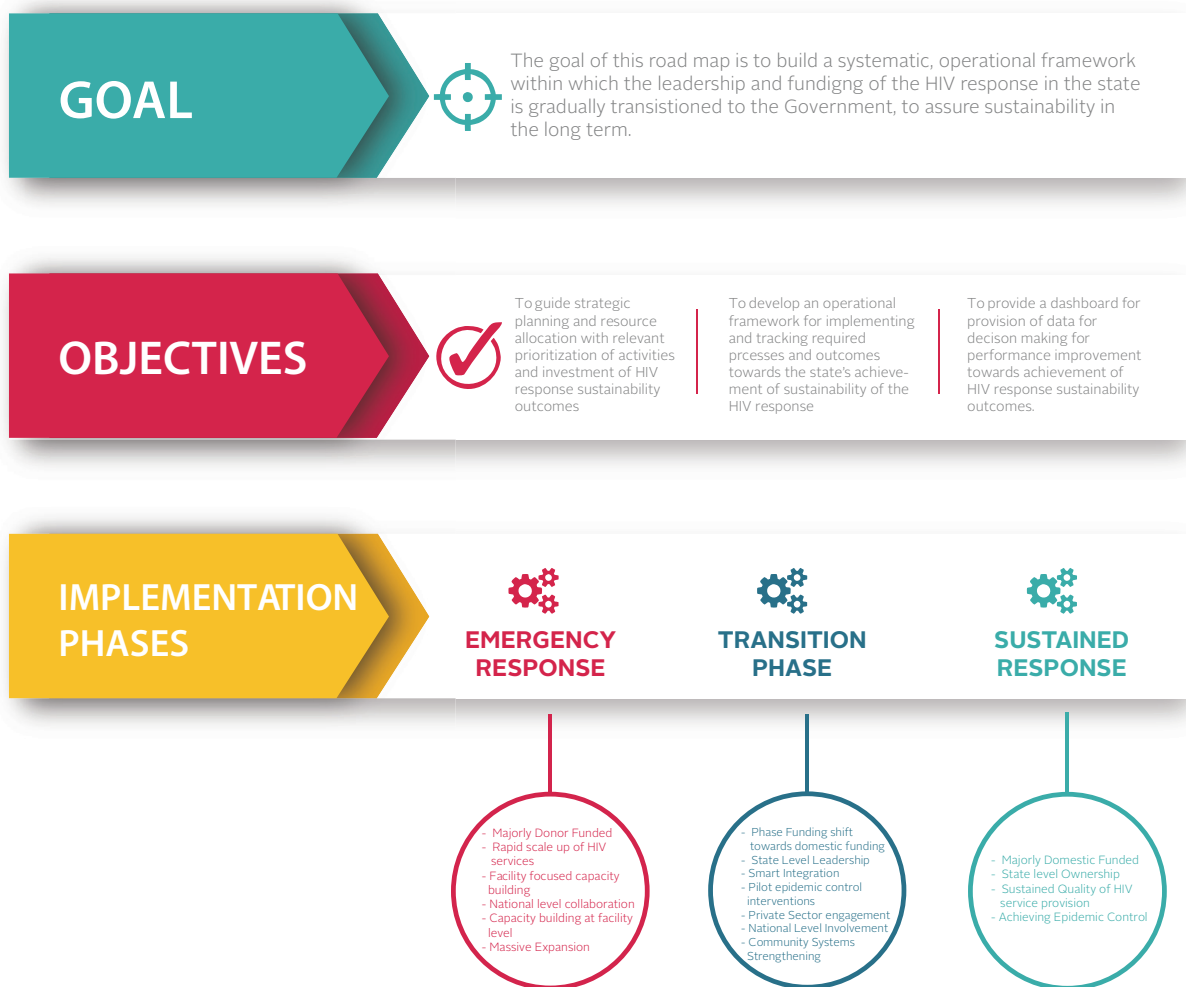 GOAL
The goal of this road map is to build a systematic, operational framework
within which the leadership and fundigng of the HIV response in the state
is gradually transistioned to the Government, to assure sustainability in
the long term.
OBJECTIVES
To guide strategic
planning and resource
allocation with relevant
prioritization of activities
and investment of HIV
response sustainability
outcomes
To develop an operational
framework for implementing
and tracking required
prcesses and outcomes
towards the state's achieve-
ment of sustainability of the
HIV response
To provide a dashboard for
provision of data for
decison making for
performance improvement
towards achievement of
HIV response sustainability
outcomes.
IMPLEMENTATION
PHASES
EMERGENCY
RESPONSE
TRANSITION
PHASE
SUSTAINED
RESPONSE
- Majorly Donor Funded
- Rapid scale up of HIV
services
- Facility focused capacity
building
- National level collaboration
- Capacity building at facility
level
- Massive Expansion
- Phase Funding shift
towards domestic funding
- State Level Leadership
- Smart Integration
- Pilot epidemic control
interventions
- Private Sector engagement
- National Level Involvement
- Community Systems
Strengthening
- Majorly Domestic Funded
- State level Ownership
- Sustained Quality of HIV
service provision
- Achieving Epidemic Control